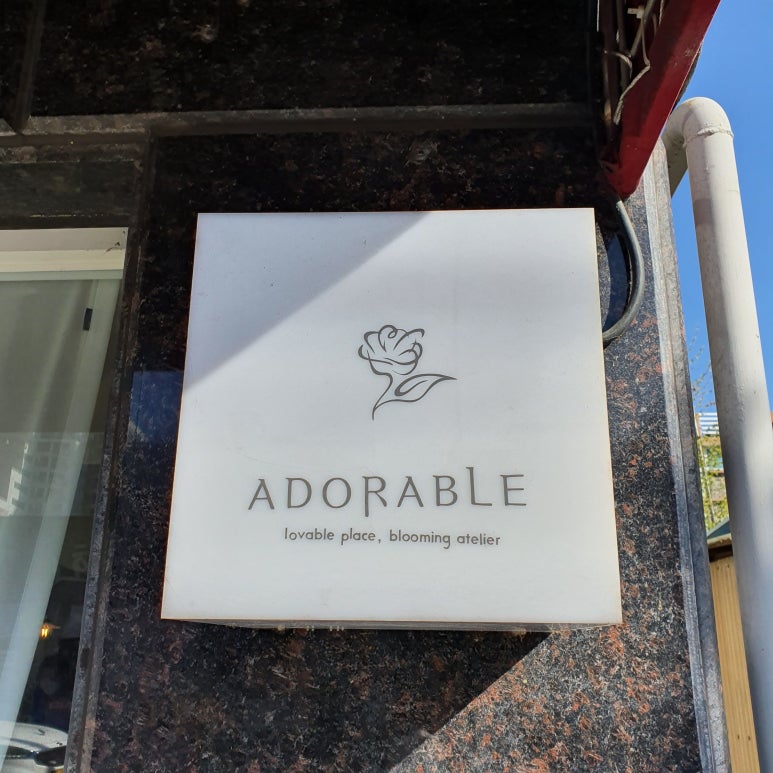 ADORABLE
lovable place, blooming atelier